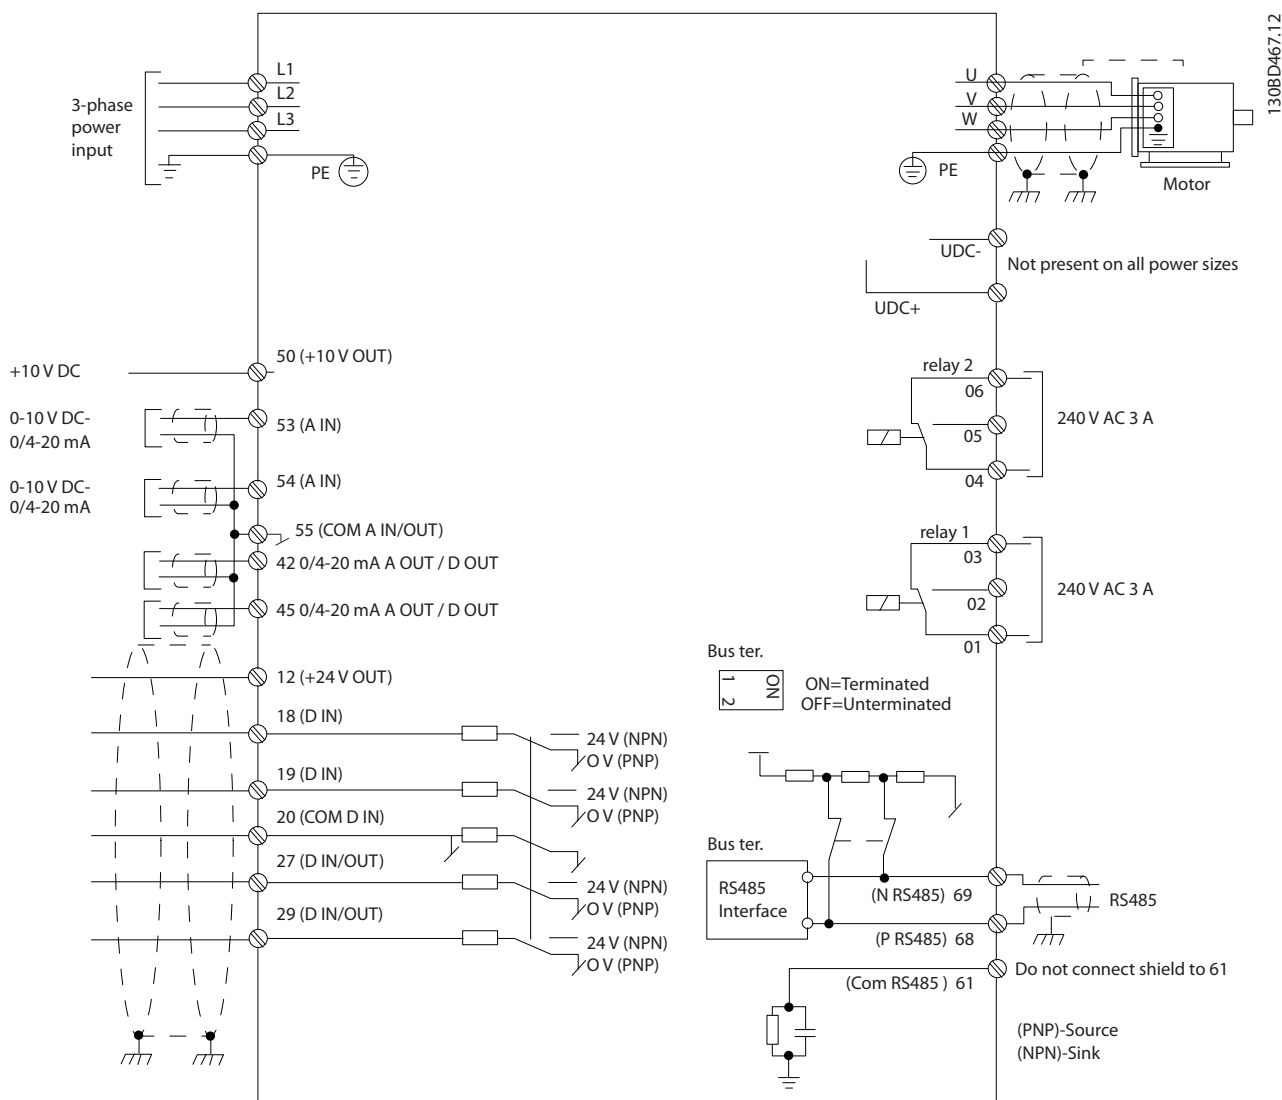 130BD467.12
3-phase
power
input
L1
L2
L3
PE
U
V
W
PE
Motor
UDC-
Not present on all power sizes
UDC+
+10 V DC
50 (+10 V OUT)
0-10 V DC-
0/4-20 mA
53 (A IN)
0-10 V DC-
0/4-20 mA
54 (A IN)
55 (COM A IN/OUT)
42 0/4-20 mA A OUT / D OUT
45 0/4-20 mA A OUT / D OUT
12 (+24 V OUT)
18 (D IN)
24 V (NPN)
O V (PNP)
19 (D IN)
24 V (NPN)
O V (PNP)
20 (COM D IN)
27 (D IN/OUT)
24 V (NPN)
O V (PNP)
29 (D IN/OUT)
24 V (NPN)
O V (PNP)
relay 2
06
05
04
240 V AC 3 A
relay 1
03
02
01
240 V AC 3 A
Bus ter.
1
2
ON
ON=Terminated
OFF=Unterminated
Bus ter.
RS485
Interface
(N RS485) 69
RS485
(P RS485) 68
(Com RS485 ) 61
Do not connect shield to 61
(PNP)-Source
(NPN)-Sink